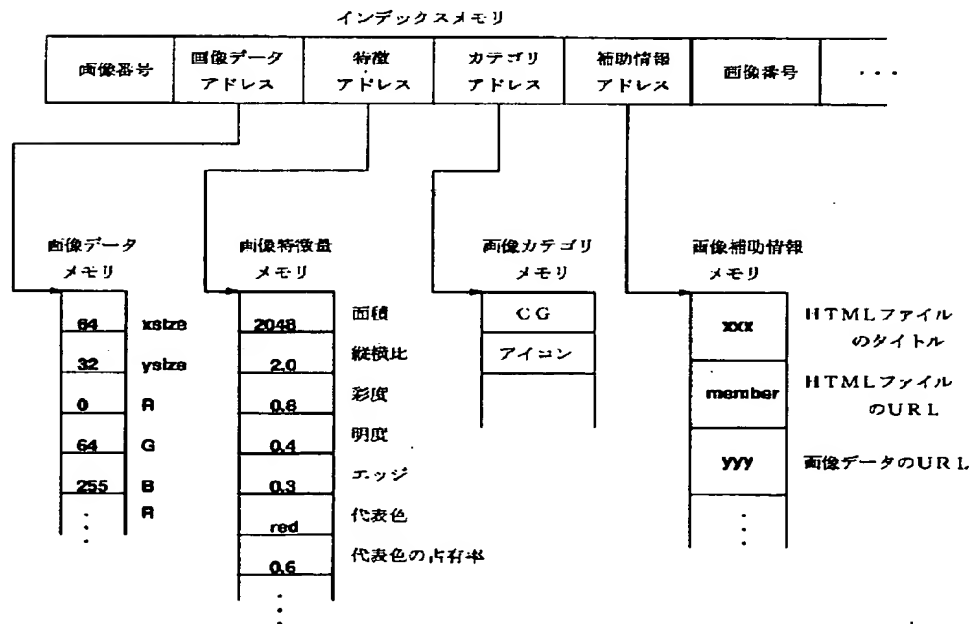 インデックスメモリ
画像番号
画像データ
アドレス
特徴
アドレス
カテゴリ
アドレス
補助情報
アドレス
画像番号
・・・
画像データ
メモリ
64 xsize
32 ysize
0 R
64 G
255 B
R
画像特徴量
メモリ
2048 面積
2.0 縦横比
0.8 彩度
0.4 明度
0.3 エッジ
red 代表色
0.6 代表色の占有率
画像カテゴリ
メモリ
CG
アイコン
画像補助情報
メモリ
xxx HTMLファイル
のタイトル
member HTMLファイル
のURL
yyy 画像データのURL